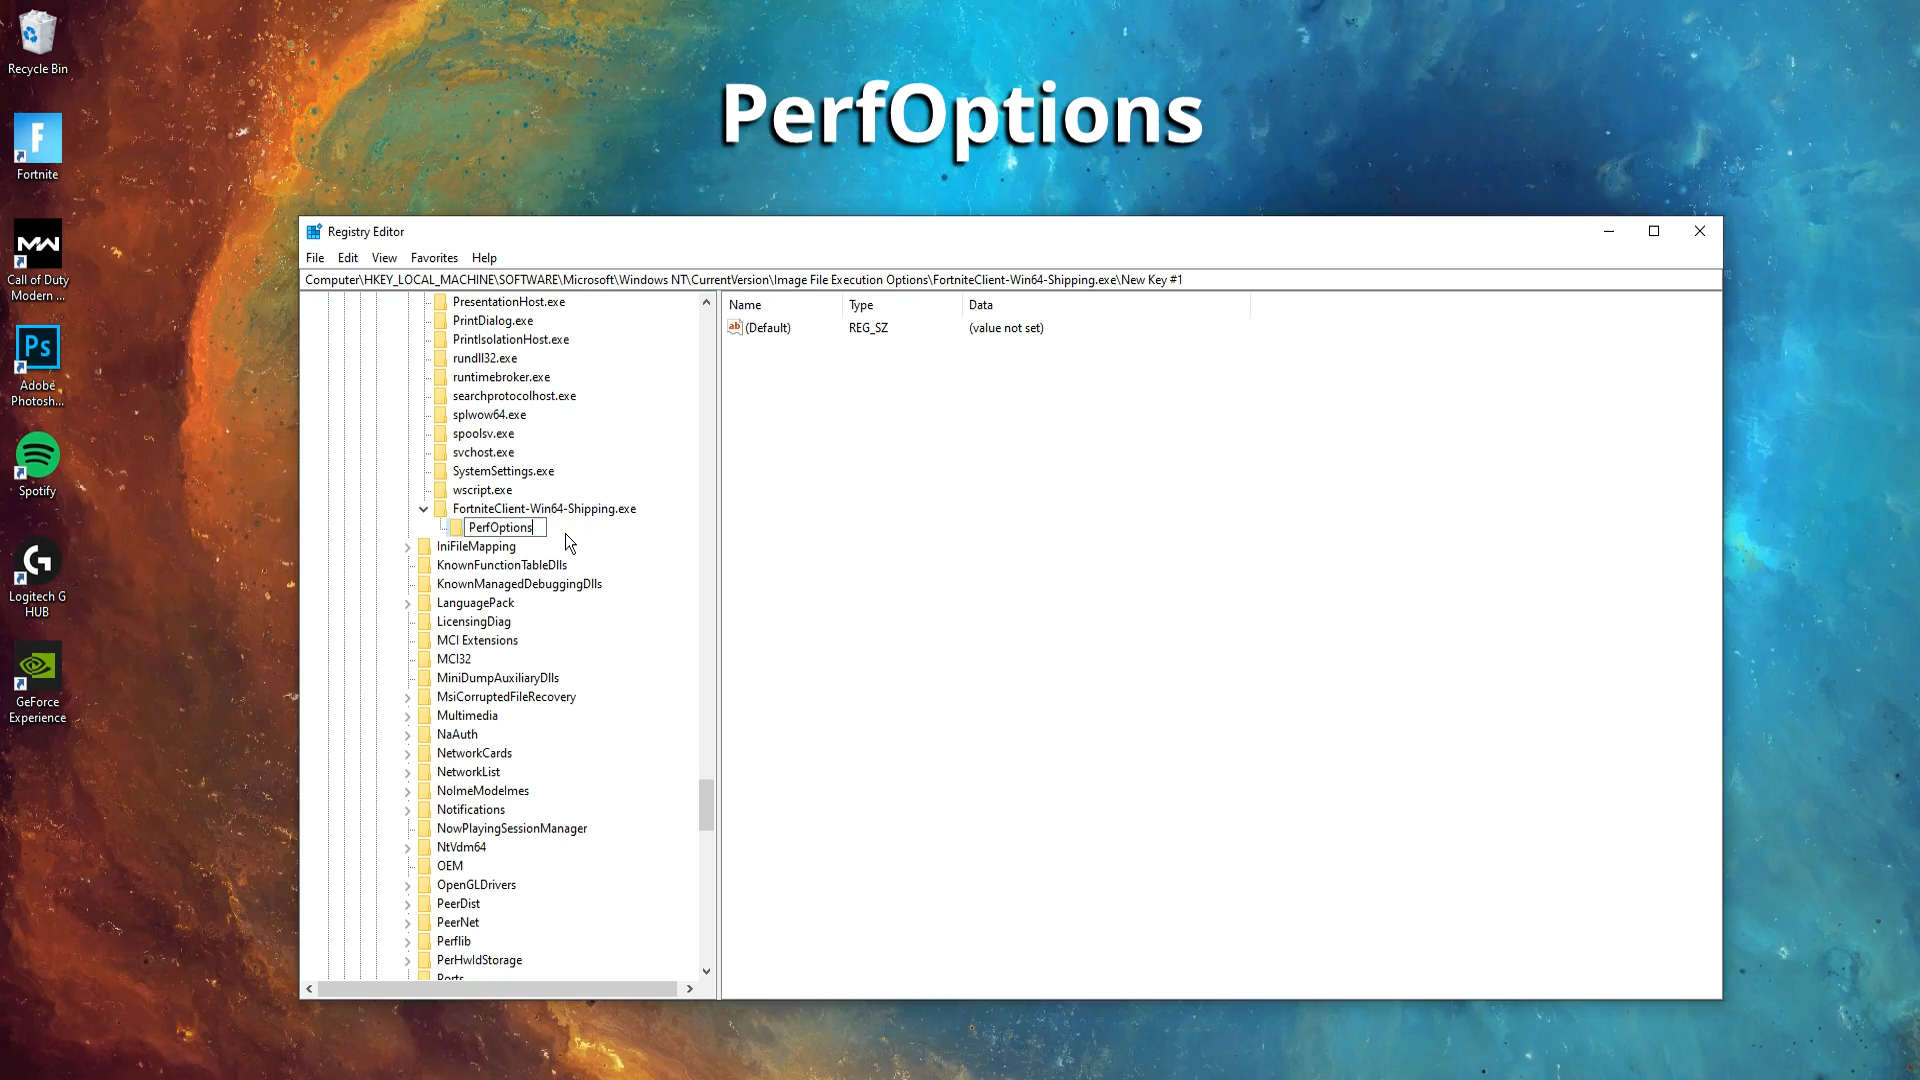 PerfOptions
Recycle Bin
Fortnite
Call of Duty
Modern ...
Ps
Adobe
Photosh...
Spotify
Logitech G
HUB
GeForce
Experience
Registry Editor
File Edit View Favorites Help
Computer\HKEY_LOCAL_MACHINE\SOFTWARE\Microsoft\Windows NT\CurrentVersion\Image File Execution Options\FortniteClient-Win64-Shipping.exe\New Key #1
PresentationHost.exe
PrintDialog.exe
PrintIsolationHost.exe
rundll32.exe
runtimebroker.exe
searchprotocolhost.exe
splwow64.exe
spoolsv.exe
svchost.exe
SystemSettings.exe
wscript.exe
FortniteClient-Win64-Shipping.exe
PerfOptions
IniFileMapping
KnownFunctionTableDlls
KnownManagedDebuggingDlls
LanguagePack
LicensingDiag
MCI Extensions
MCI32
MiniDumpAuxiliaryDlls
MsiCorruptedFileRecovery
Multimedia
NaAuth
NetworkCards
NetworkList
NoImeModeImes
Notifications
NowPlayingSessionManager
NtVdm64
OEM
OpenGLDrivers
PeerDist
PeerNet
Perflib
PerHwIdStorage
Ports
Name Type Data
(Default) REG_SZ (value not set)